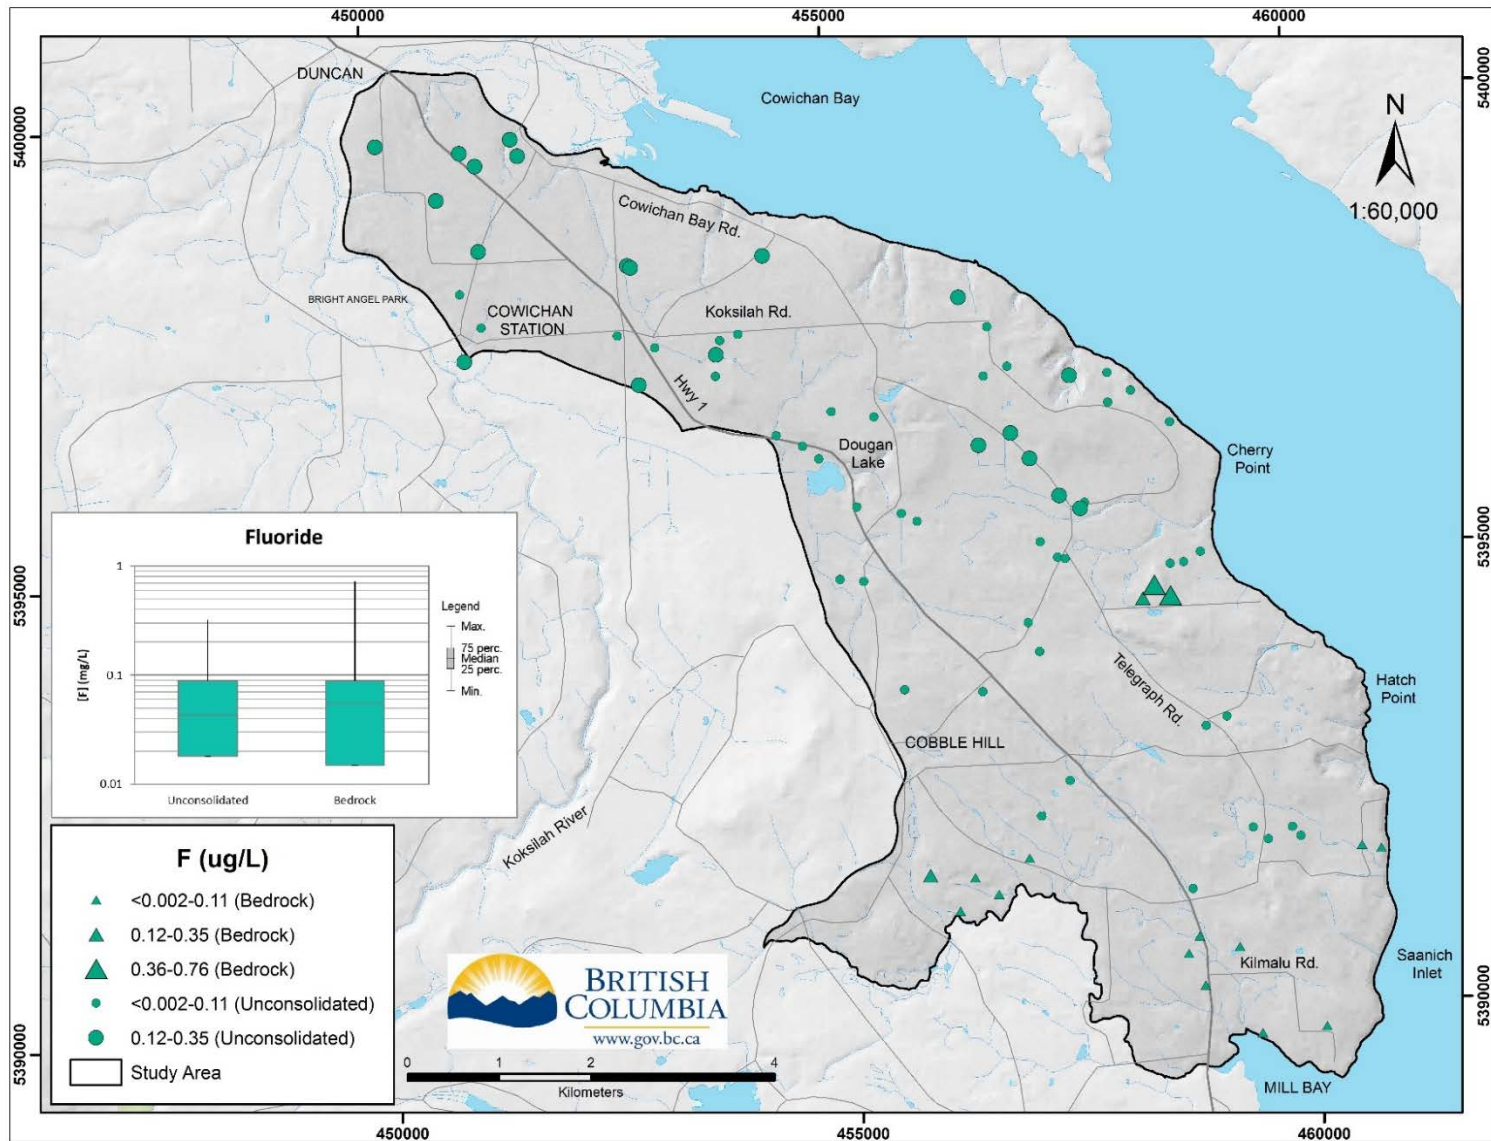 450000
455000
460000
5400000
5400000
DUNCAN
Cowichan Bay
N
1:60,000
Cowichan Bay Rd.
BRIGHT ANGEL PARK
COWICHAN
STATION
Koksilah Rd.
Hwy 1
Dougan
Lake
Cherry
Point
5395000
5395000
Fluoride
1
0.1
0.01
[F] (mg/L)
Unconsolidated
Bedrock
Legend
Max.
75 perc.
Median
25 perc.
Min.
Telegraph Rd.
Hatch
Point
COBBLE HILL
Koksilah River
Kilmalu Rd.
Saanich
Inlet
5390000
5390000
MILL BAY
F (ug/L)
<0.002-0.11 (Bedrock)
0.12-0.35 (Bedrock)
0.36-0.76 (Bedrock)
<0.002-0.11 (Unconsolidated)
0.12-0.35 (Unconsolidated)
Study Area
BRITISH
COLUMBIA
www.gov.bc.ca
0 1 2 4
Kilometers
450000
455000
460000